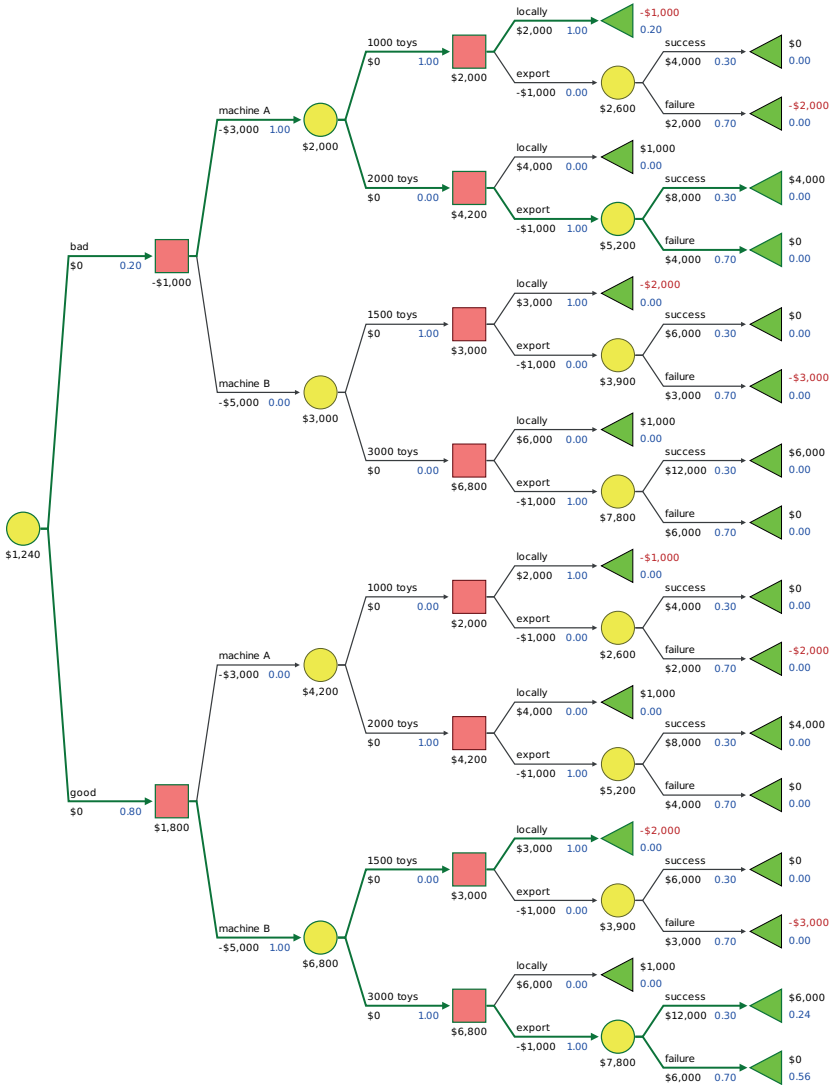 locally
-$1,000
$2,000 1.00
0.20
1000 toys
success
$0
$0 1.00
$4,000 0.30
0.00
export
$2,000
-$1,000 0.00
$2,600
failure
-$2,000
machine A
$2,000 0.70
0.00
-$3,000 1.00
$2,000
locally
$1,000
$4,000 0.00
0.00
2000 toys
success
$4,000
$0 0.00
$8,000 0.30
0.00
export
$4,200
-$1,000 1.00
$5,200
failure
$0
bad
$4,000 0.70
0.00
$0 0.20
-$1,000
locally
-$2,000
$3,000 1.00
0.00
1500 toys
success
$0
$0 1.00
$6,000 0.30
0.00
export
$3,000
-$1,000 0.00
$3,900
failure
-$3,000
machine B
$3,000 0.70
0.00
-$5,000 0.00
$3,000
locally
$1,000
$6,000 0.00
0.00
3000 toys
success
$6,000
$0 0.00
$12,000 0.30
0.00
export
$6,800
-$1,000 1.00
$7,800
failure
$0
$6,000 0.70
0.00
$1,240
locally
-$1,000
$2,000 1.00
0.00
1000 toys
success
$0
$0 0.00
$4,000 0.30
0.00
export
$2,000
-$1,000 0.00
$2,600
failure
-$2,000
machine A
$2,000 0.70
0.00
-$3,000 0.00
$4,200
locally
$1,000
$4,000 0.00
0.00
2000 toys
success
$4,000
$0 1.00
$8,000 0.30
0.00
export
$4,200
-$1,000 1.00
$5,200
failure
$0
good
$4,000 0.70
0.00
$0 0.80
$1,800
locally
-$2,000
$3,000 1.00
0.00
1500 toys
success
$0
$0 0.00
$6,000 0.30
0.00
export
$3,000
-$1,000 0.00
$3,900
failure
-$3,000
machine B
$3,000 0.70
0.00
-$5,000 1.00
$6,800
locally
$1,000
$6,000 0.00
0.00
3000 toys
success
$6,000
$0 1.00
$12,000 0.30
0.24
export
$6,800
-$1,000 1.00
$7,800
failure
$0
$6,000 0.70
0.56